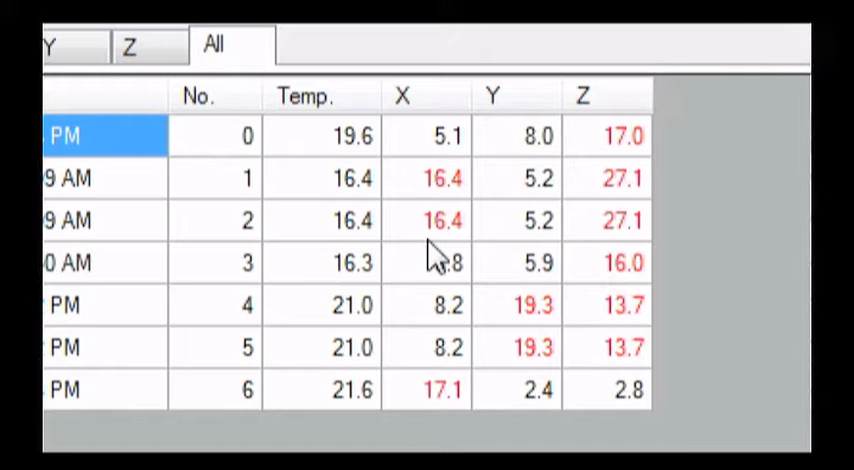 Y Z All
No. Temp. X Y Z
PM 0 19.6 5.1 8.0 17.0
9 AM 1 16.4 16.4 5.2 27.1
9 AM 2 16.4 16.4 5.2 27.1
0 AM 3 16.3 .8 5.9 16.0
PM 4 21.0 8.2 19.3 13.7
PM 5 21.0 8.2 19.3 13.7
PM 6 21.6 17.1 2.4 2.8